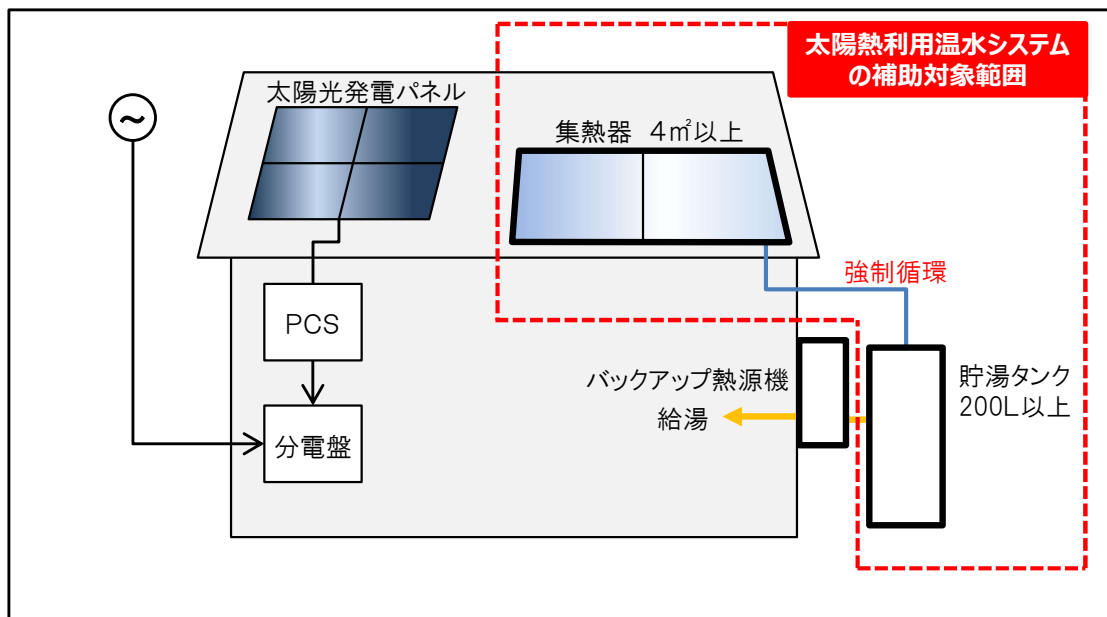 太陽熱利用温水システム
の補助対象範囲
太陽光発電パネル
～
集熱器 4㎡以上
強制循環
PCS
バックアップ熱源機
給湯
貯湯タンク
200L以上
分電盤